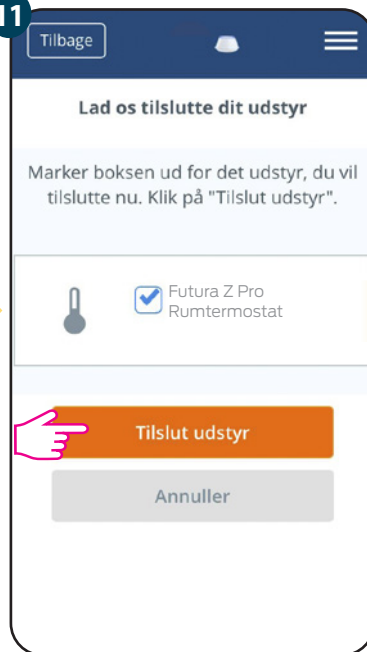 11
Tilbage
Lad os tilslutte dit udstyr
Marker boksen ud for det udstyr, du vil
tilslutte nu. Klik på "Tilslut udstyr".
Futura Z Pro
Rumtermostat
Tilslut udstyr
Annuller